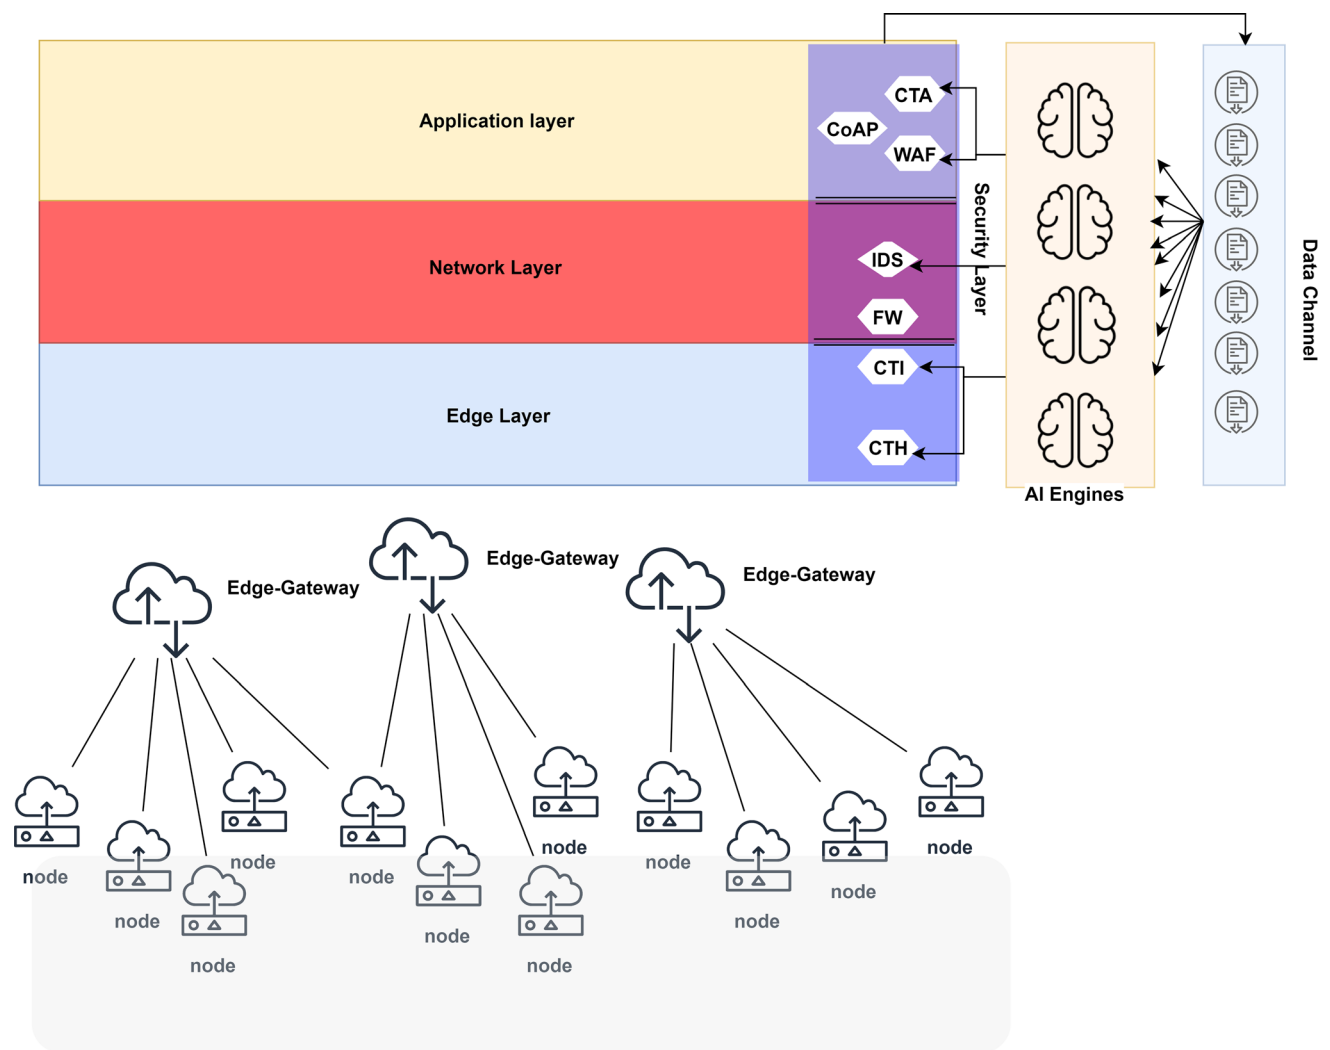 Application layer
CTA
CoAP
WAF
Network Layer
IDS
FW
Security Layer
Edge Layer
CTI
CTH
AI Engines
Data Channel
Edge-Gateway
Edge-Gateway
Edge-Gateway
node
node
node
node
node
node
node
node
node
node
node
node